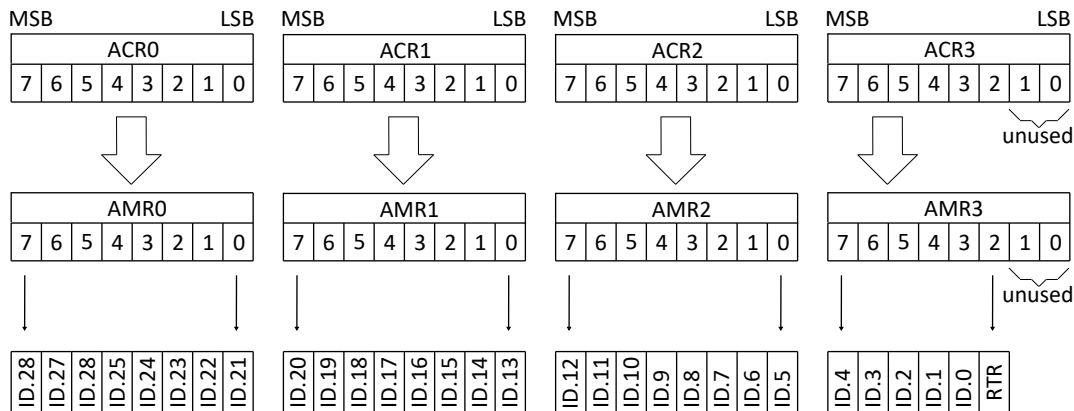 MSB LSB MSB LSB MSB LSB MSB LSB
ACR0 ACR1 ACR2 ACR3
7 6 5 4 3 2 1 0 7 6 5 4 3 2 1 0 7 6 5 4 3 2 1 0 7 6 5 4 3 2 1 0
unused
AMR0 AMR1 AMR2 AMR3
7 6 5 4 3 2 1 0 7 6 5 4 3 2 1 0 7 6 5 4 3 2 1 0 7 6 5 4 3 2 1 0
unused
ID.28 ID.27 ID.28 ID.25 ID.24 ID.23 ID.22 ID.21 ID.20 ID.19 ID.18 ID.17 ID.16 ID.15 ID.14 ID.13 ID.12 ID.11 ID.10 ID.9 ID.8 ID.7 ID.6 ID.5 ID.4 ID.3 ID.2 ID.1 ID.0 RTR